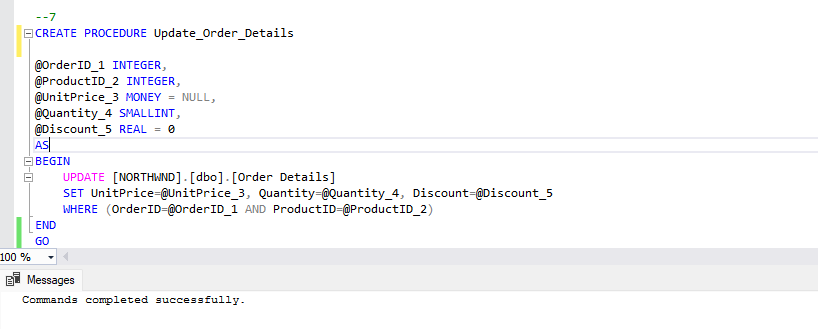 --7
CREATE PROCEDURE Update_Order_Details
@OrderID_1 INTEGER,
@ProductID_2 INTEGER,
@UnitPrice_3 MONEY = NULL,
@Quantity_4 SMALLINT,
@Discount_5 REAL = 0
AS
BEGIN
UPDATE [NORTHWND].[dbo].[Order Details]
SET UnitPrice=@UnitPrice_3, Quantity=@Quantity_4, Discount=@Discount_5
WHERE (OrderID=@OrderID_1 AND ProductID=@ProductID_2)
END
GO
100 %
Messages
Commands completed successfully.